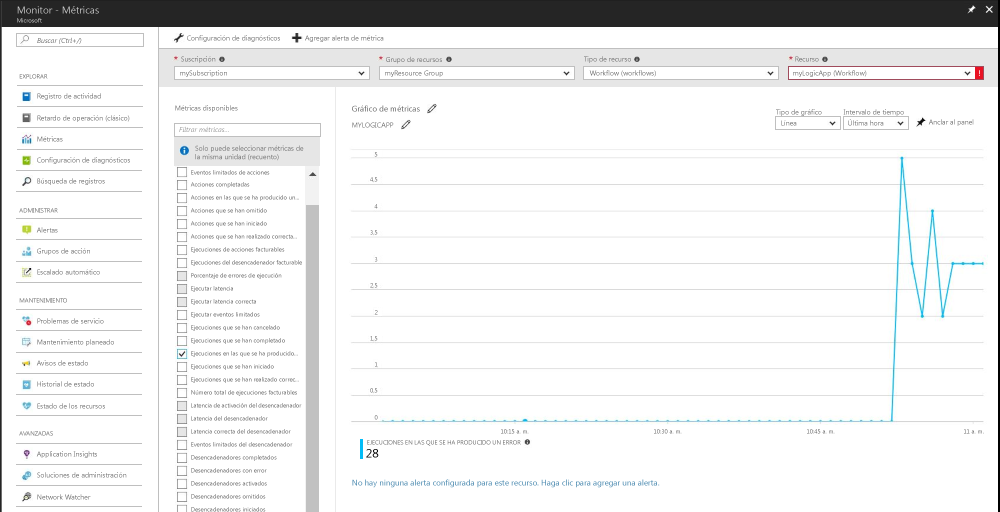 Monitor - Métricas
Microsoft
Buscar (Ctrl+/)
EXPLORAR
Registro de actividad
Retardo de operación (clásico)
Métricas
Configuración de diagnósticos
Búsqueda de registros
ADMINISTRAR
Alertas
Grupos de acción
Escalado automático
MANTENIMIENTO
Problemas de servicio
Mantenimiento planeado
Avisos de estado
Historial de estado
Estado de los recursos
AVANZADAS
Application Insights
Soluciones de administración
Network Watcher
Configuración de diagnósticos
Agregar alerta de métrica
* Suscripción
mySubscription
* Grupo de recursos
myResource Group
Tipo de recurso
Workflow (workflows)
* Recurso
myLogicApp (Workflow)
Métricas disponibles
Filtrar métricas...
Solo puede seleccionar métricas de
la misma unidad (recuento)
Eventos limitados de acciones
Acciones completadas
Acciones en las que se ha producido un...
Acciones que se han omitido
Acciones que se han iniciado
Acciones que se han realizado correcta...
Ejecuciones de acciones facturables
Ejecuciones del desencadenador facturable
Porcentaje de errores de ejecución
Ejecutar latencia
Ejecutar latencia correcta
Ejecutar eventos limitados
Ejecuciones que se han cancelado
Ejecuciones que se han completado
Ejecuciones en las que se ha producido...
Ejecuciones que se han iniciado
Ejecuciones que se han realizado correc...
Número total de ejecuciones facturables
Latencia de activación del desencadenador
Latencia del desencadenador
Latencia correcta del desencadenador
Eventos limitados del desencadenador
Desencadenadores completados
Desencadenadores con error
Desencadenadores activados
Desencadenadores omitidos
Desencadenadores iniciados
Gráfico de métricas
MYLOGICAPP
Tipo de gráfico
Línea
Intervalo de tiempo
Última hora
Anclar al panel
5
4.5
4
3.5
3
2.5
2
1.5
1
0.5
0
10:15 a. m.
10:30 a. m.
10:45 a. m.
11 a. m.
EJECUCIONES EN LAS QUE SE HA PRODUCIDO UN ERROR
28
No hay ninguna alerta configurada para este recurso. Haga clic para agregar una alerta.